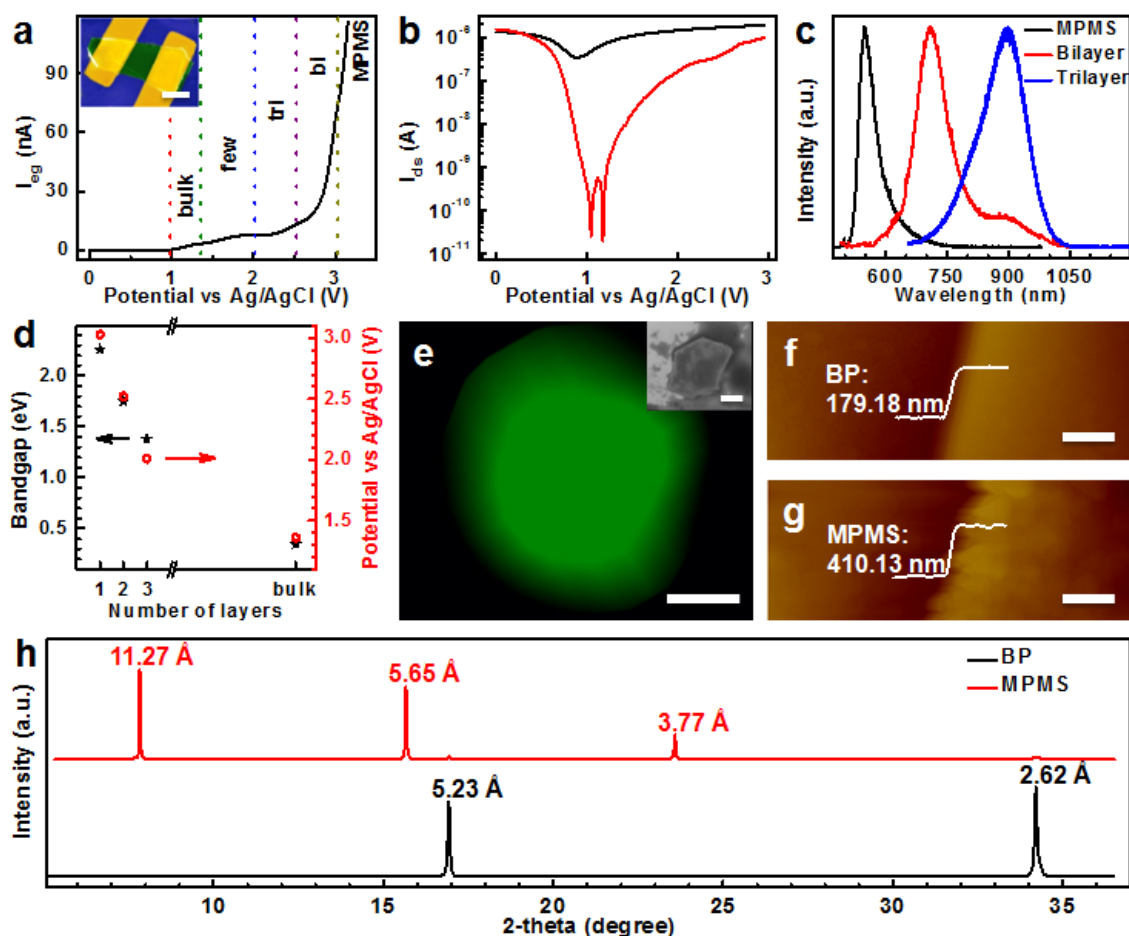 a
I_eg (nA)
90
60
30
0
bulk
few
tri
bi
MPMS
0 1 2 3
Potential vs Ag/AgCl (V)
b
I_ds (A)
10^-6
10^-7
10^-8
10^-9
10^-10
10^-11
0 1 2 3
Potential vs Ag/AgCl (V)
c
MPMS
Bilayer
Trilayer
Intensity (a.u.)
600 750 900 1050
Wavelength (nm)
d
Bandgap (eV)
2.0
1.5
1.0
0.5
3.0
2.5
2.0
1.5
Potential vs Ag/AgCl (V)
1 2 3 bulk
Number of layers
e
f
BP:
179.18 nm
g
MPMS:
410.13 nm
h
11.27 Å
5.65 Å
3.77 Å
BP
MPMS
5.23 Å
2.62 Å
Intensity (a.u.)
10 15 20 25 30 35
2-theta (degree)